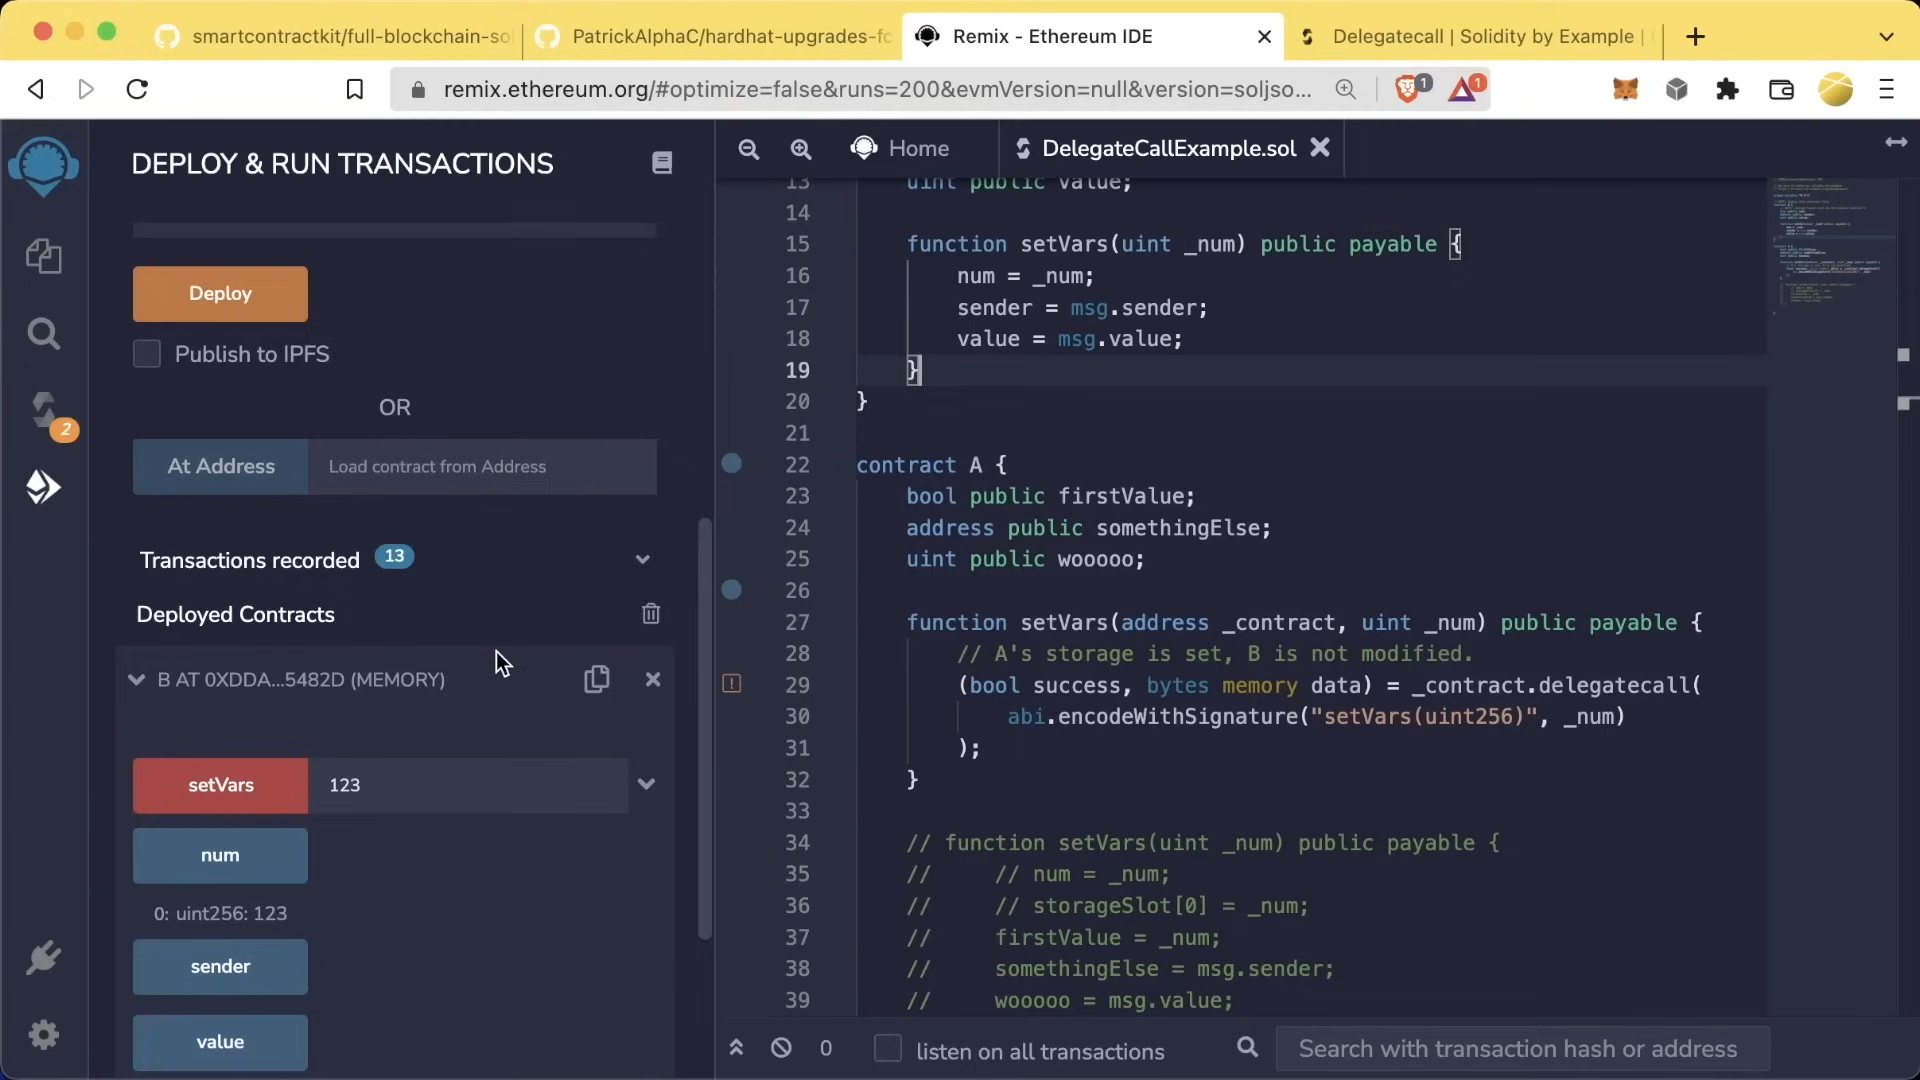 smartcontractkit/full-blockchain-so
PatrickAlphaC/hardhat-upgrades-fc
Remix - Ethereum IDE
Delegatecall | Solidity by Example |
remix.ethereum.org/#optimize=false&runs=200&evmVersion=null&version=soljso...
1
1
DEPLOY & RUN TRANSACTIONS
Deploy
Publish to IPFS
OR
At Address
Load contract from Address
2
Transactions recorded 13
Deployed Contracts
B AT 0XDDA...5482D (MEMORY)
setVars
123
num
0: uint256: 123
sender
value
Home
DelegateCallExample.sol
13 uint public value;
14
15 function setVars(uint _num) public payable {
16 num = _num;
17 sender = msg.sender;
18 value = msg.value;
19 }
20 }
21
22 contract A {
23 bool public firstValue;
24 address public somethingElse;
25 uint public wooooo;
26
27 function setVars(address _contract, uint _num) public payable {
28 // A's storage is set, B is not modified.
29 (bool success, bytes memory data) = _contract.delegatecall(
30 abi.encodeWithSignature("setVars(uint256)", _num)
31 );
32 }
33
34 // function setVars(uint _num) public payable {
35 // // num = _num;
36 // // storageSlot[0] = _num;
37 // firstValue = _num;
38 // somethingElse = msg.sender;
39 // wooooo = msg.value;
0
listen on all transactions
Search with transaction hash or address